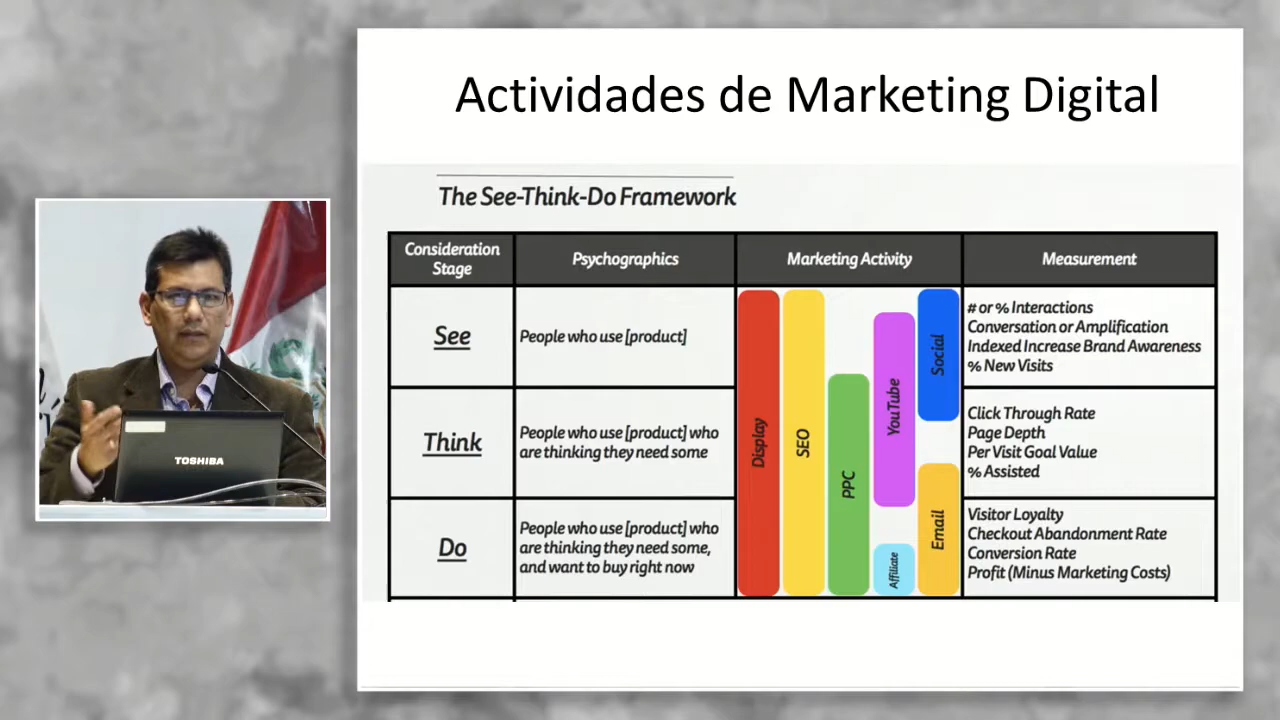 Actividades de Marketing Digital
The See-Think-Do Framework
Consideration
Stage
Psychographics
Marketing Activity
Measurement
See
People who use [product]
# or % Interactions
Conversation or Amplification
Indexed Increase Brand Awareness
% New Visits
Think
People who use [product] who
are thinking they need some
Click Through Rate
Page Depth
Per Visit Goal Value
% Assisted
Do
People who use [product] who
are thinking they need some,
and want to buy right now
Visitor Loyalty
Checkout Abandonment Rate
Conversion Rate
Profit (Minus Marketing Costs)
Display
SEO
PPC
YouTube
Affiliate
Social
Email
TOSHIBA